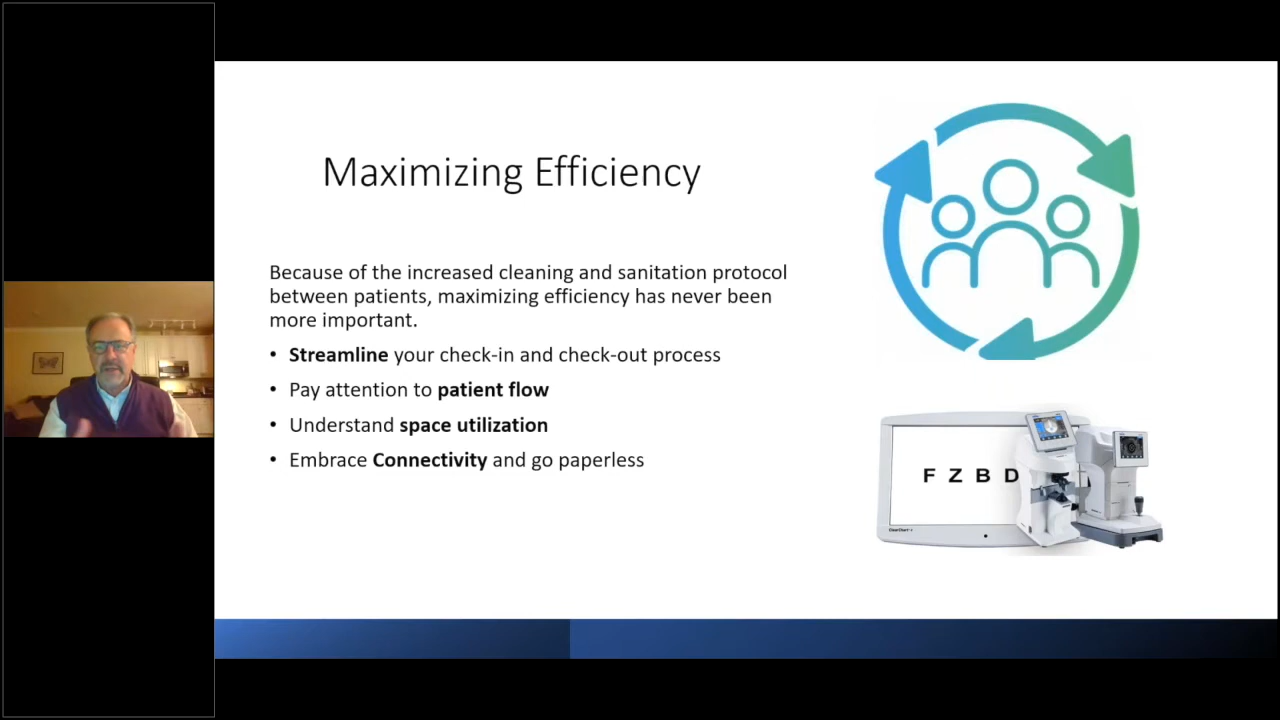 Maximizing Efficiency
Because of the increased cleaning and sanitation protocol
between patients, maximizing efficiency has never been
more important.
• Streamline your check-in and check-out process
• Pay attention to patient flow
• Understand space utilization
• Embrace Connectivity and go paperless
F Z B D
ClearChart